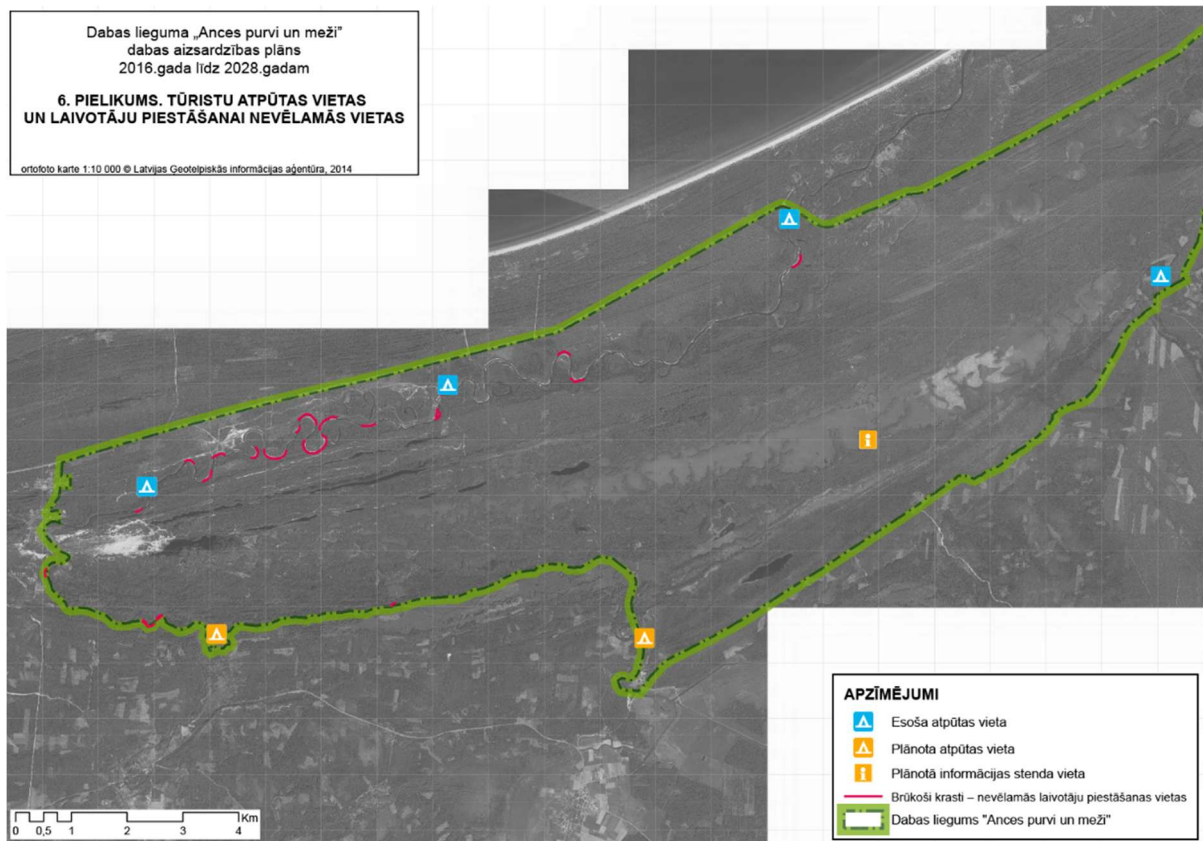 Dabas lieguma „Ances purvi un meži”
dabas aizsardzības plāns
2016.gada līdz 2028.gadam
6. PIELIKUMS. TŪRISTU ATPŪTAS VIETAS
UN LAIVOTĀJU PIESTĀŠANAI NEVĒLAMĀS VIETAS
ortofoto karte 1:10 000 © Latvijas Ģeotelpiskās informācijas aģentūra, 2014
APZĪMĒJUMI
Esoša atpūtas vieta
Plānota atpūtas vieta
Plānotā informācijas stenda vieta
Brūkoši krasti – nevēlamās laivotāju piestāšanas vietas
Dabas liegums "Ances purvi un meži"
Km
0 0,5 1 2 3 4